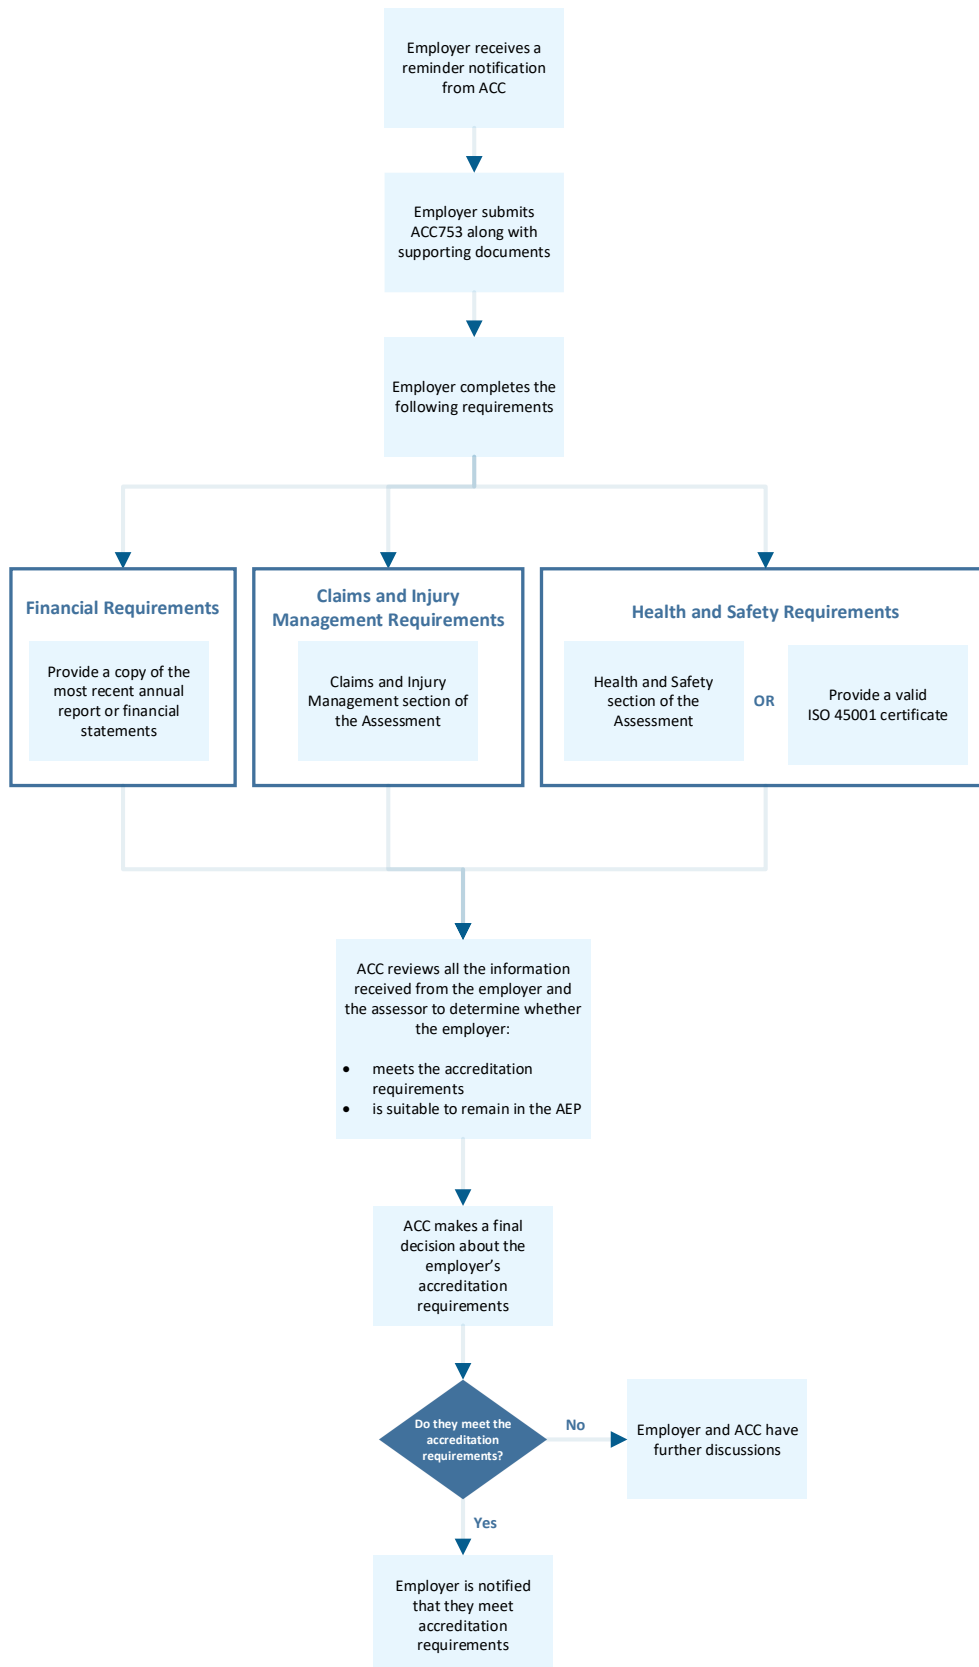 Employer receives a
reminder notification
from ACC
Employer submits
ACC753 along with
supporting documents
Employer completes the
following requirements
Financial Requirements
Provide a copy of the
most recent annual
report or financial
statements
Claims and Injury
Management Requirements
Claims and Injury
Management section of
the Assessment
Health and Safety Requirements
Health and Safety
section of the
Assessment
OR
Provide a valid
ISO 45001 certificate
ACC reviews all the information
received from the employer and
the assessor to determine whether
the employer:
• meets the accreditation
requirements
• is suitable to remain in the AEP
ACC makes a final
decision about the
employer’s
accreditation
requirements
Do they meet the
accreditation
requirements?
No
Employer and ACC have
further discussions
Yes
Employer is notified
that they meet
accreditation
requirements